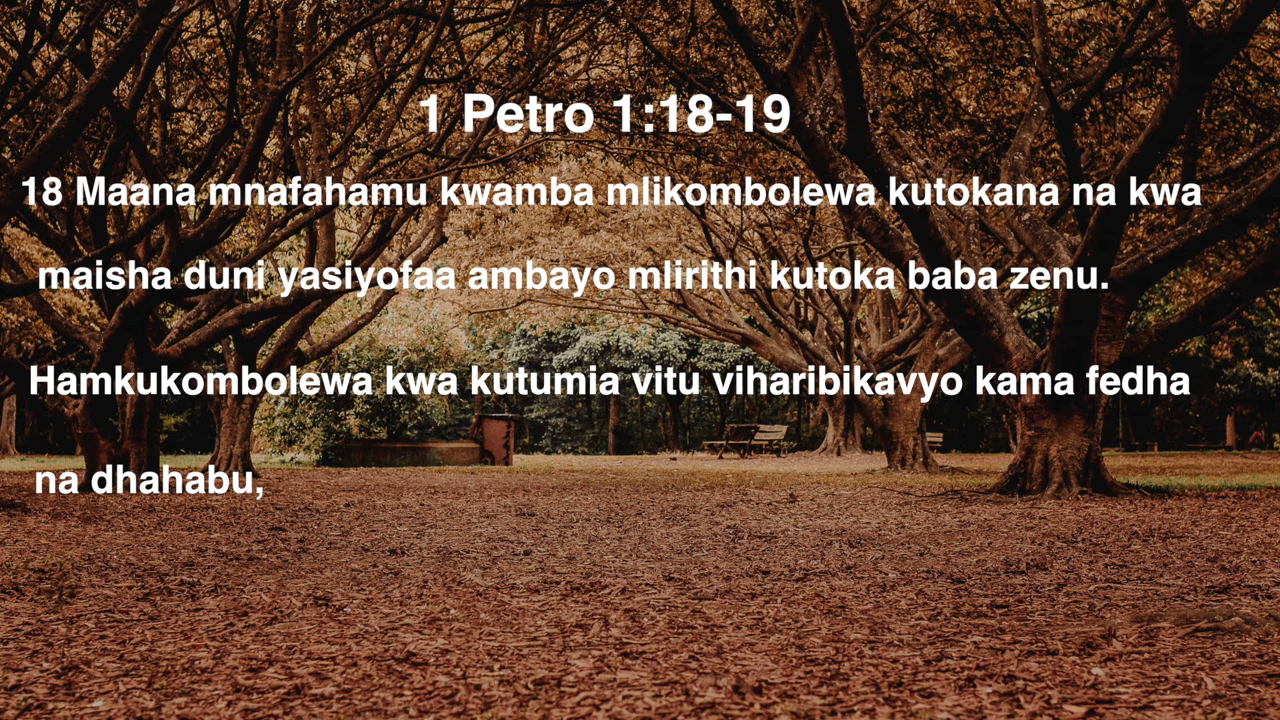 1 Petro 1:18-19
18 Maana mnafahamu kwamba mlikombolewa kutokana na kwa
maisha duni yasiyofaa ambayo mlirithi kutoka baba zenu.
Hamkukombolewa kwa kutumia vitu viharibikavyo kama fedha
na dhahabu,